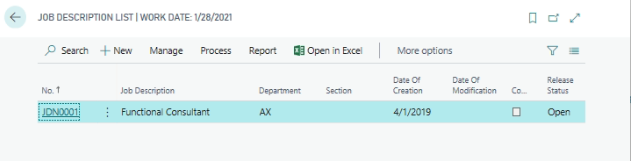 JOB DESCRIPTION LIST | WORK DATE: 1/28/2021
Search + New Manage Process Report Open in Excel More options
No. ↑ Job Description Department Section Date Of Creation Date Of Modification Co... Release Status
JDN0001 Functional Consultant AX 4/1/2019 Open